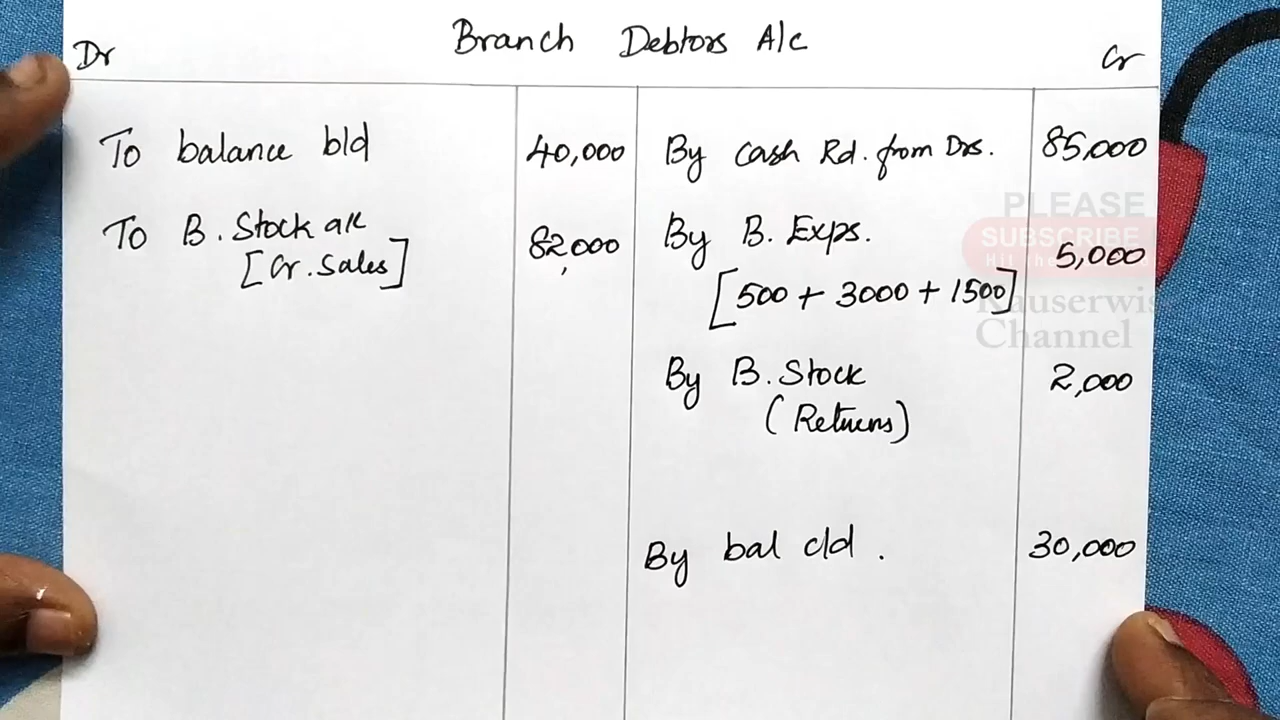 Branch Debtors A/c
Dr
Cr
To balance b/d 40,000
By Cash Rd. from Drs. 85,000
To B. Stock a/c 82,000
[Cr. Sales]
By B. Exps. 5,000
[500 + 3000 + 1500]
By B. Stock 2,000
(Returns)
By bal c/d . 30,000
PLEASE
SUBSCRIBE
Kauserwise
Channel